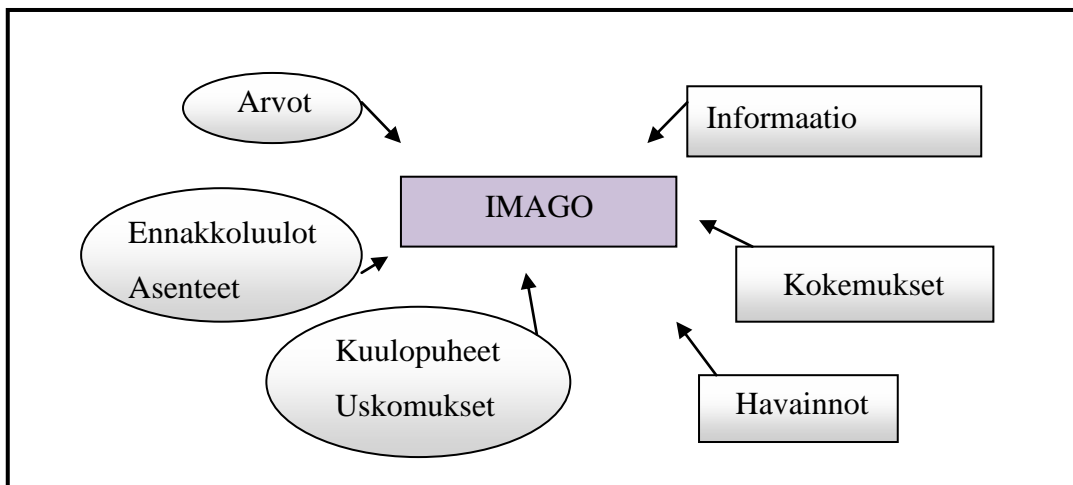 Arvot
Informaatio
IMAGO
Ennakkoluulot
Asenteet
Kokemukset
Kuulopuheet
Uskomukset
Havainnot